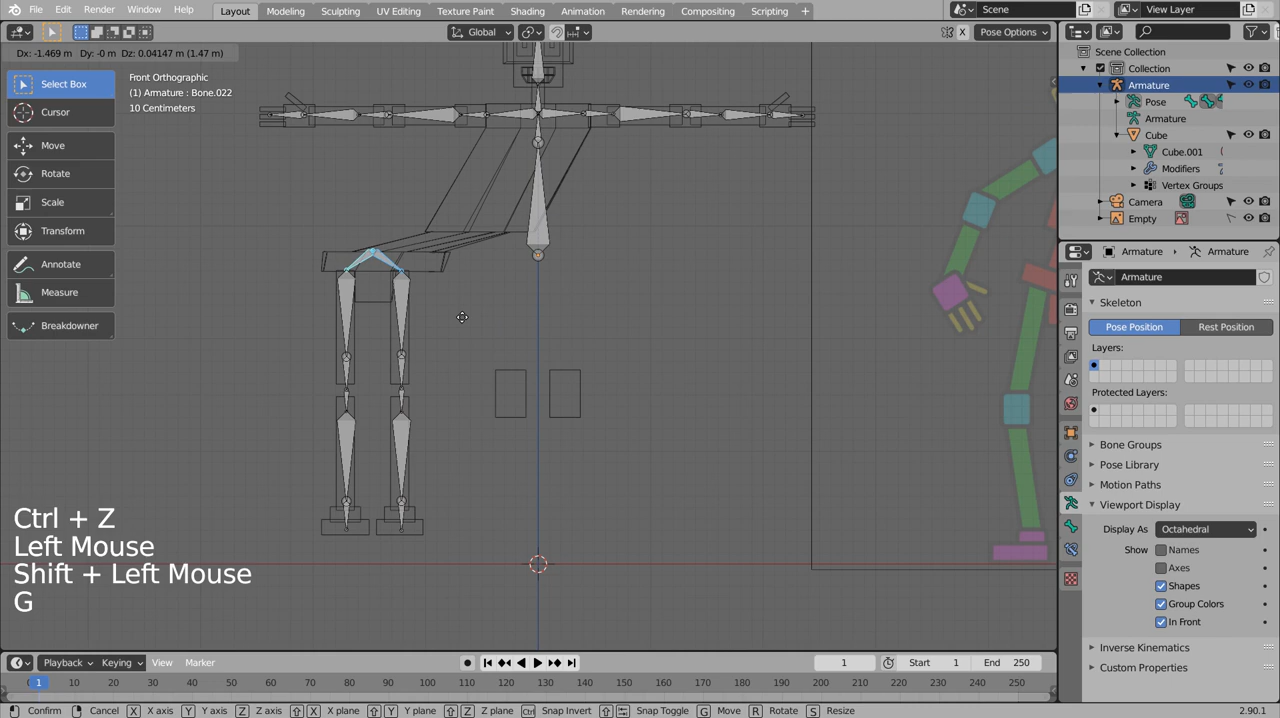 File Edit Render Window Help Layout Modeling Sculpting UV Editing Texture Paint Shading Animation Rendering Compositing Scripting + Scene View Layer
Global X Pose Options
Dx: -1.469 m Dy: -0 m Dz: 0.04147 m (1.47 m)
Front Orthographic
(1) Armature : Bone.022
10 Centimeters
Select Box
Cursor
Move
Rotate
Scale
Transform
Annotate
Measure
Breakdowner
Ctrl + Z
Left Mouse
Shift + Left Mouse
G
Scene Collection
Collection
Armature
Pose
Armature
Cube
Cube.001
Modifiers
Vertex Groups
Camera
Empty
Armature Armature
Armature
Skeleton
Pose Position Rest Position
Layers:
Protected Layers:
Bone Groups
Pose Library
Motion Paths
Viewport Display
Display As Octahedral
Show Names
Axes
Shapes
Group Colors
In Front
Inverse Kinematics
Custom Properties
Playback Keying View Marker 1 Start 1 End 250
1 10 20 30 40 50 60 70 80 90 100 110 120 130 140 150 160 170 180 190 200 210 220 230 240 250
Confirm Cancel X X axis Y Y axis Z Z axis X X plane Y Y plane Z Z plane Snap Invert Snap Toggle G Move R Rotate S Resize 2.90.1